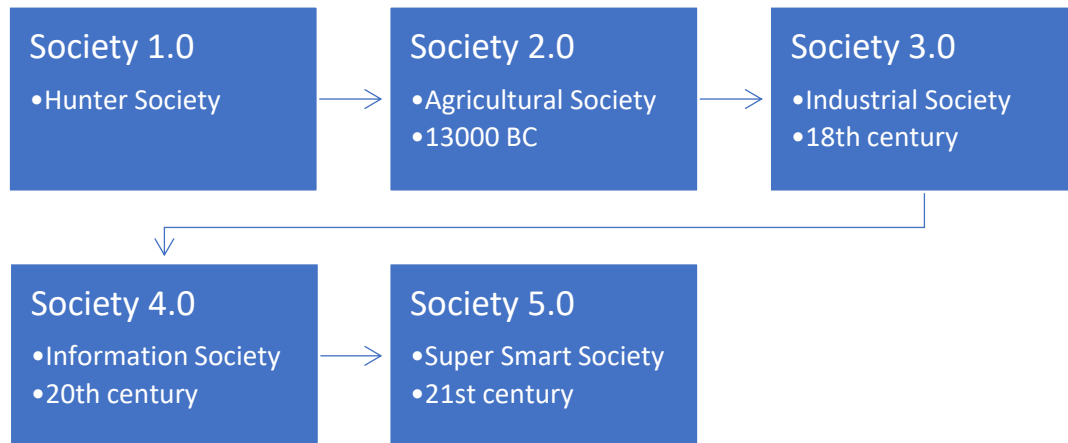 Society 1.0
•Hunter Society
Society 2.0
•Agricultural Society
•13000 BC
Society 3.0
•Industrial Society
•18th century
Society 4.0
•Information Society
•20th century
Society 5.0
•Super Smart Society
•21st century